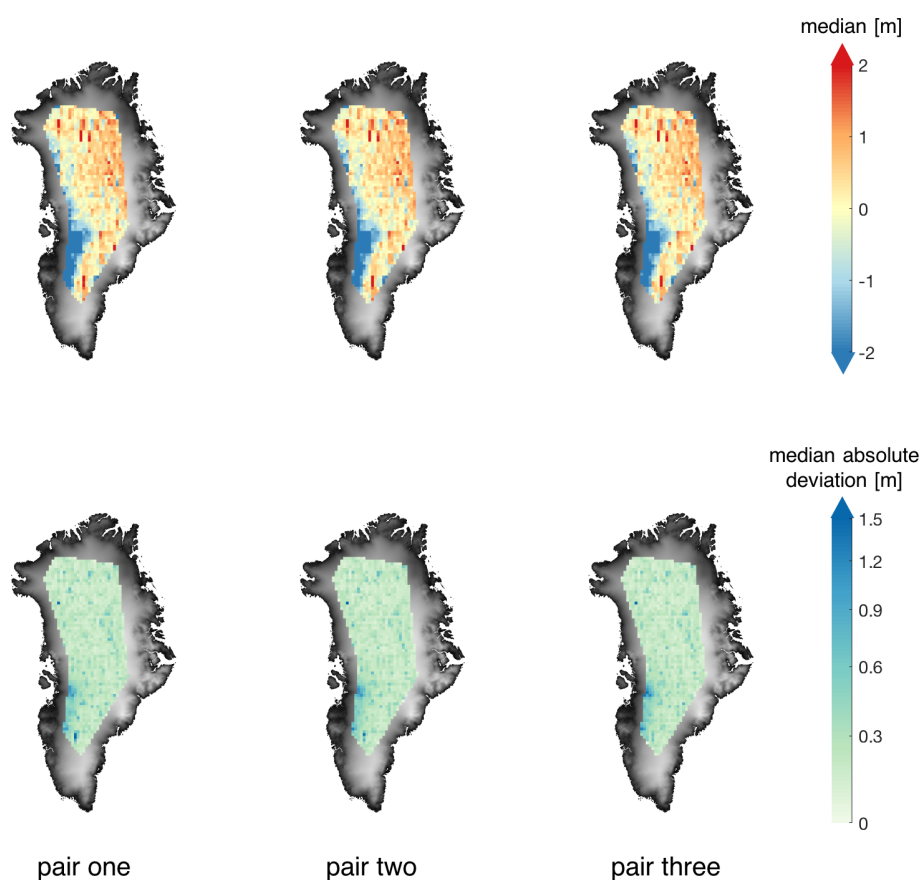 median [m]
2
1
0
-1
-2
median absolute
deviation [m]
1.5
1.2
0.9
0.6
0.3
0
pair one
pair two
pair three